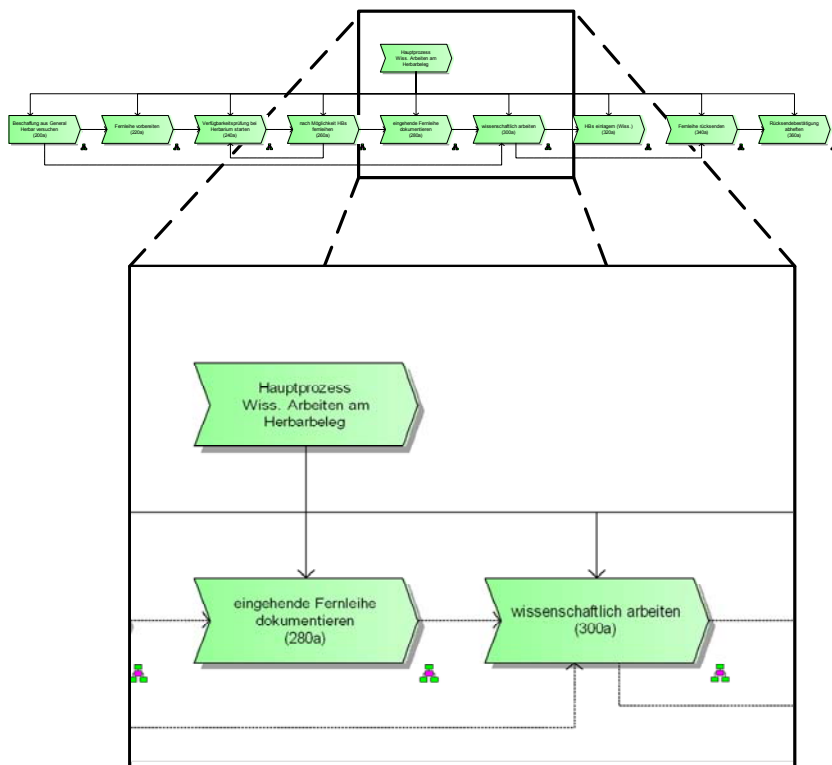 Hauptprozess
Wiss. Arbeiten am
Herbarbeleg
Beschaffung aus General
Herbar versuchen
(200a)
Fernleihe vorbereiten
(220a)
Verfügbarkeitsprüfung bei
Herbarium starten
(240a)
nach Möglichkeit HBs
fernleihen
(260a)
eingehende Fernleihe
dokumentieren
(280a)
wissenschaftlich arbeiten
(300a)
HBs einlagern (Wiss.)
(320a)
Fernleihe rücksenden
(340a)
Rücksendebestätigung
abheften
(360a)
Hauptprozess
Wiss. Arbeiten am
Herbarbeleg
eingehende Fernleihe
dokumentieren
(280a)
wissenschaftlich arbeiten
(300a)